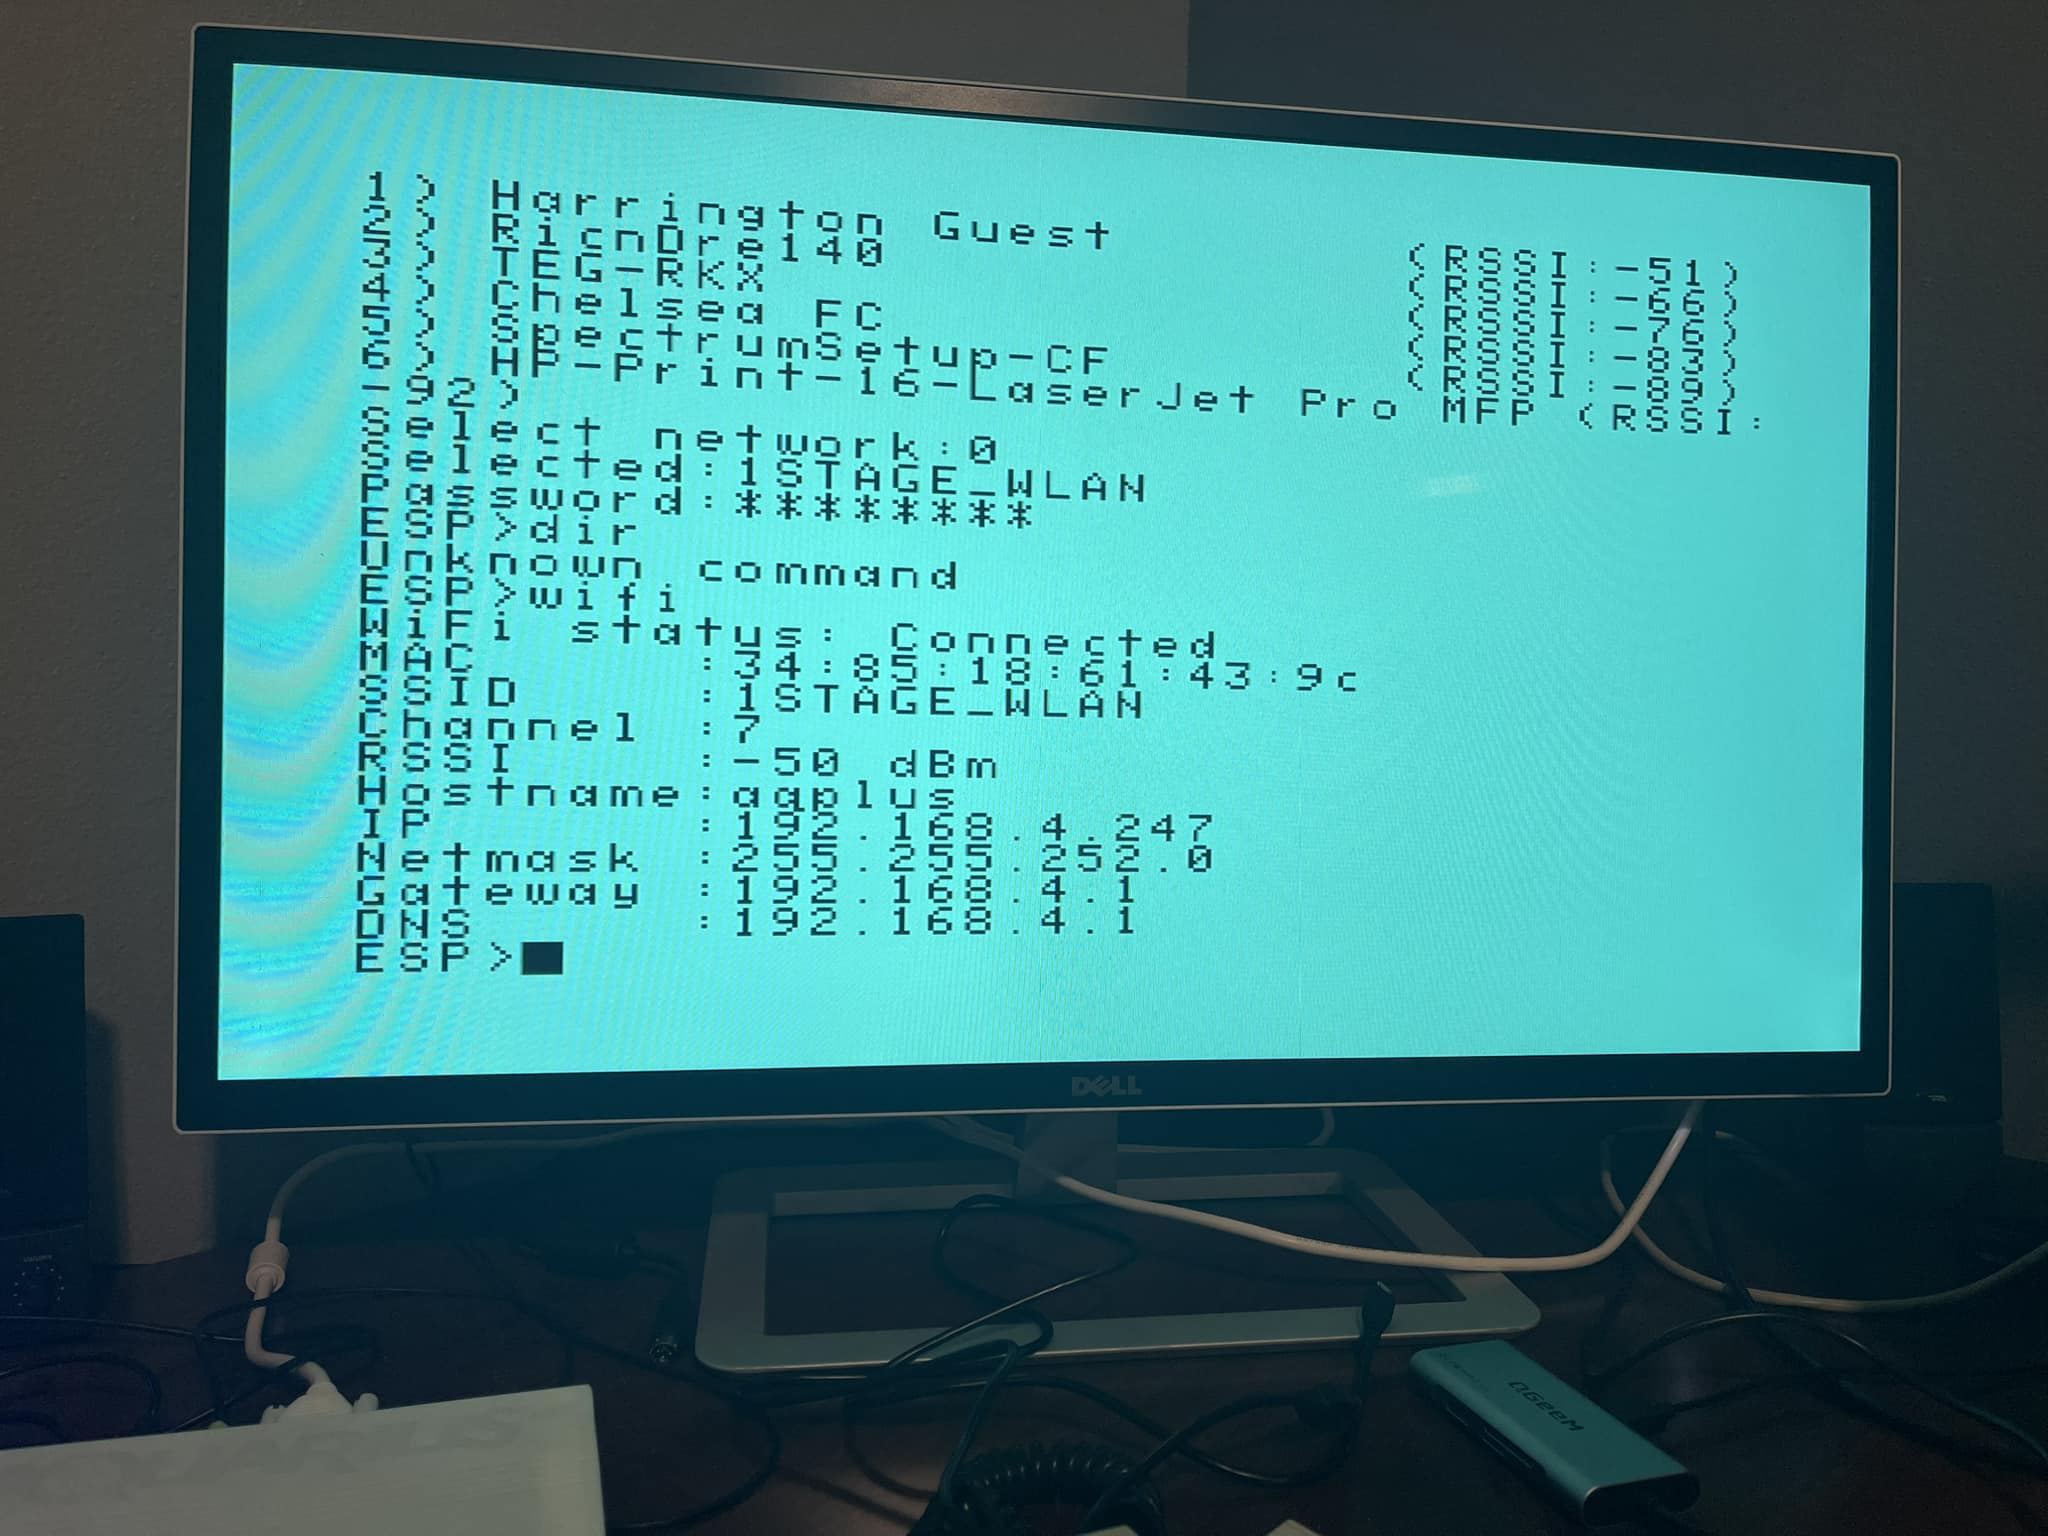 1) Harrington Guest (RSSI:-51)
2) RicnDre140 (RSSI:-66)
3) TEG-RKX (RSSI:-76)
4) Chelsea FC (RSSI:-83)
5) SpectrumSetup-CF (RSSI:-89)
6) HP-Print-16-LaserJet Pro MFP (RSSI:
-92)
Select network:0
Selected:1STAGE_WLAN
Password:********
ESP>dir
Unknown command
ESP>wifi
WiFi status: Connected
MAC :34:85:18:61:43:9c
SSID :1STAGE_WLAN
Channel :7
RSSI :-50 dBm
Hostname:aqplus
IP :192.168.4.247
Netmask :255.255.252.0
Gateway :192.168.4.1
DNS :192.168.4.1
ESP>
DELL
QGeeM